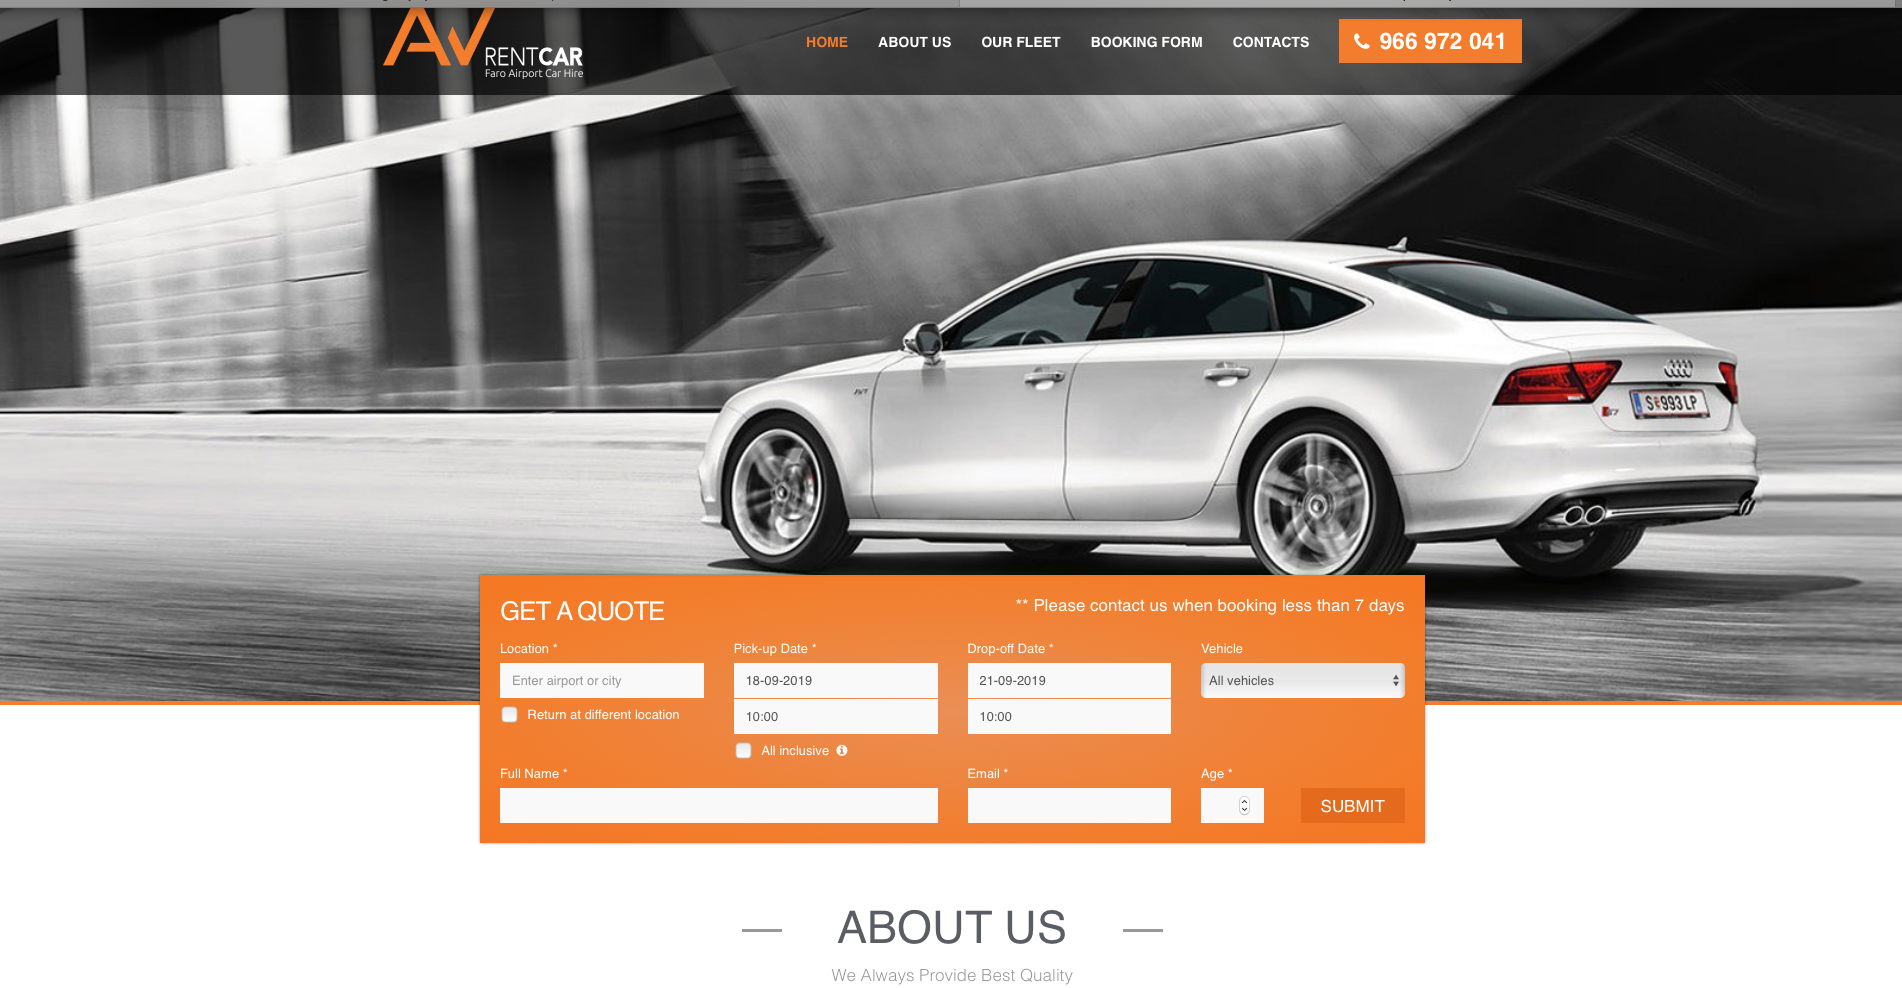 AV RENTCAR
Faro Airport Car Hire
HOME ABOUT US OUR FLEET BOOKING FORM CONTACTS 966 972 041
S 993LP
GET A QUOTE
** Please contact us when booking less than 7 days
Location * Pick-up Date * Drop-off Date * Vehicle
Enter airport or city 18-09-2019 21-09-2019 All vehicles
Return at different location 10:00 10:00
All inclusive
Full Name * Email * Age *
SUBMIT
ABOUT US
We Always Provide Best Quality